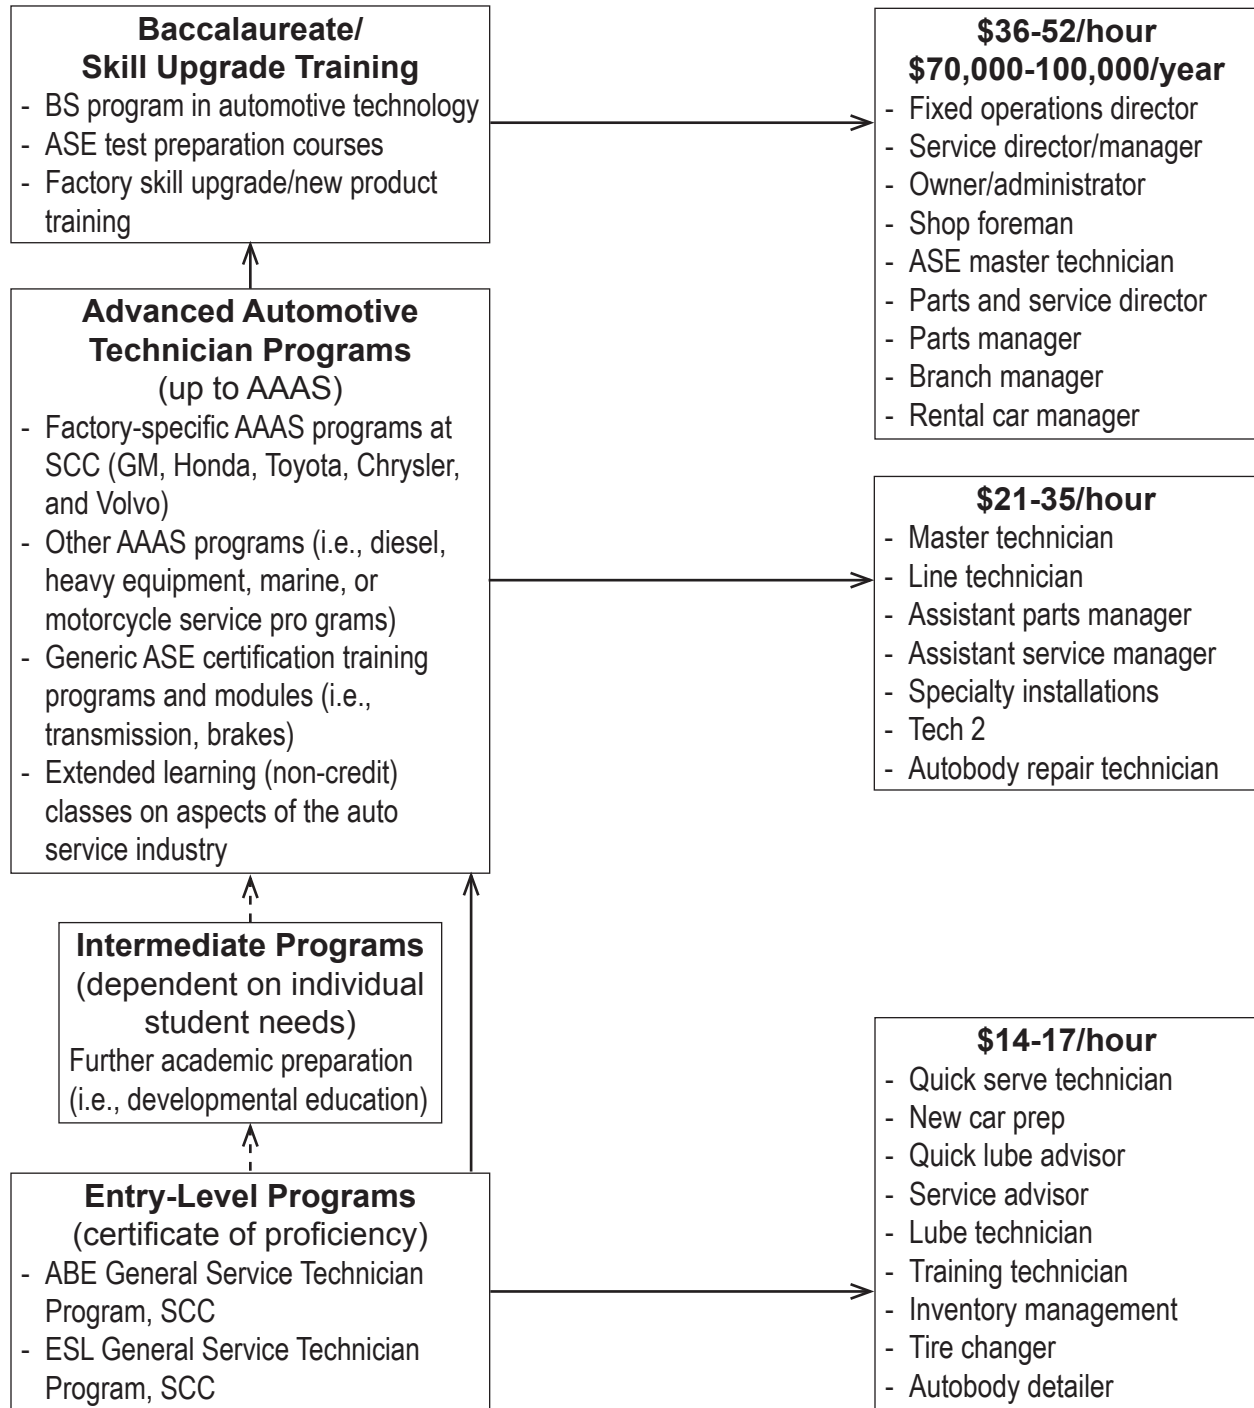 Baccalaureate/
Skill Upgrade Training
- BS program in automotive technology
- ASE test preparation courses
- Factory skill upgrade/new product
training
$36-52/hour
$70,000-100,000/year
- Fixed operations director
- Service director/manager
- Owner/administrator
- Shop foreman
- ASE master technician
- Parts and service director
- Parts manager
- Branch manager
- Rental car manager
Advanced Automotive
Technician Programs
(up to AAAS)
- Factory-specific AAAS programs at
SCC (GM, Honda, Toyota, Chrysler,
and Volvo)
- Other AAAS programs (i.e., diesel,
heavy equipment, marine, or
motorcycle service pro grams)
- Generic ASE certification training
programs and modules (i.e.,
transmission, brakes)
- Extended learning (non-credit)
classes on aspects of the auto
service industry
$21-35/hour
- Master technician
- Line technician
- Assistant parts manager
- Assistant service manager
- Specialty installations
- Tech 2
- Autobody repair technician
Intermediate Programs
(dependent on individual
student needs)
Further academic preparation
(i.e., developmental education)
Entry-Level Programs
(certificate of proficiency)
- ABE General Service Technician
Program, SCC
- ESL General Service Technician
Program, SCC
$14-17/hour
- Quick serve technician
- New car prep
- Quick lube advisor
- Service advisor
- Lube technician
- Training technician
- Inventory management
- Tire changer
- Autobody detailer